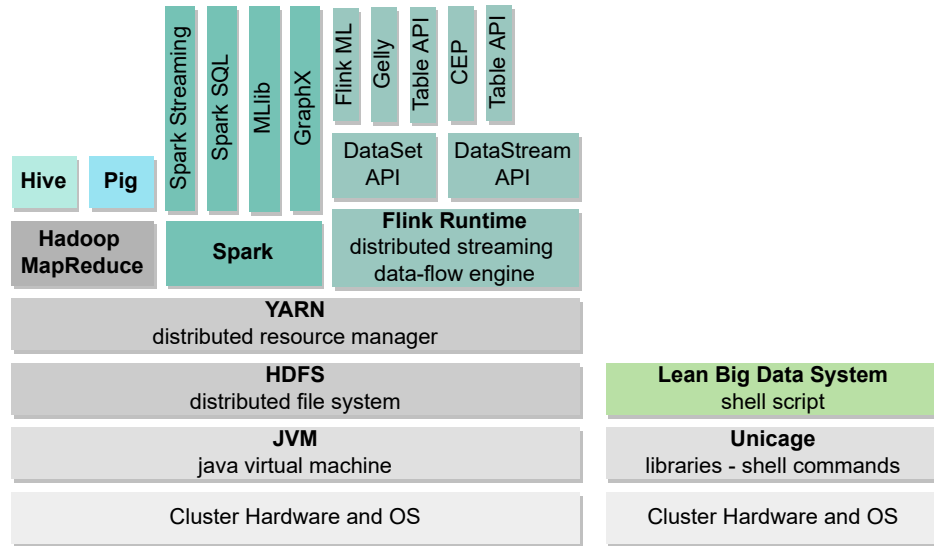 Spark Streaming
Spark SQL
MLlib
GraphX
Flink ML
Gelly
Table API
CEP
Table API
DataSet
API
DataStream
API
Hive
Pig
Hadoop
MapReduce
Spark
Flink Runtime
distributed streaming
data-flow engine
YARN
distributed resource manager
HDFS
distributed file system
JVM
java virtual machine
Cluster Hardware and OS
Lean Big Data System
shell script
Unicage
libraries - shell commands
Cluster Hardware and OS